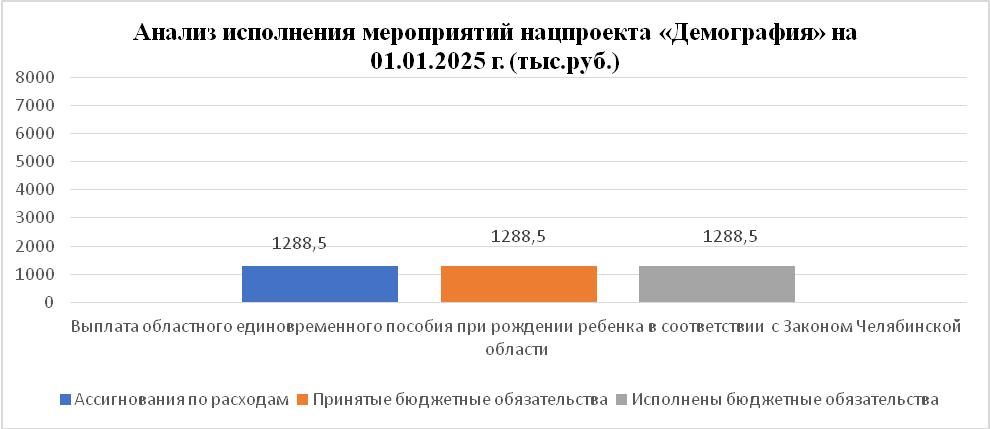 Анализ исполнения мероприятий нацпроекта «Демография» на
01.01.2025 г. (тыс.руб.)
8000
7000
6000
5000
4000
3000
2000
1000
0
1288,5
1288,5
1288,5
Выплата областного единовременного пособия при рождении ребенка в соответствии с Законом Челябинской
области
Ассигнования по расходам
Принятые бюджетные обязательства
Исполнены бюджетные обязательства